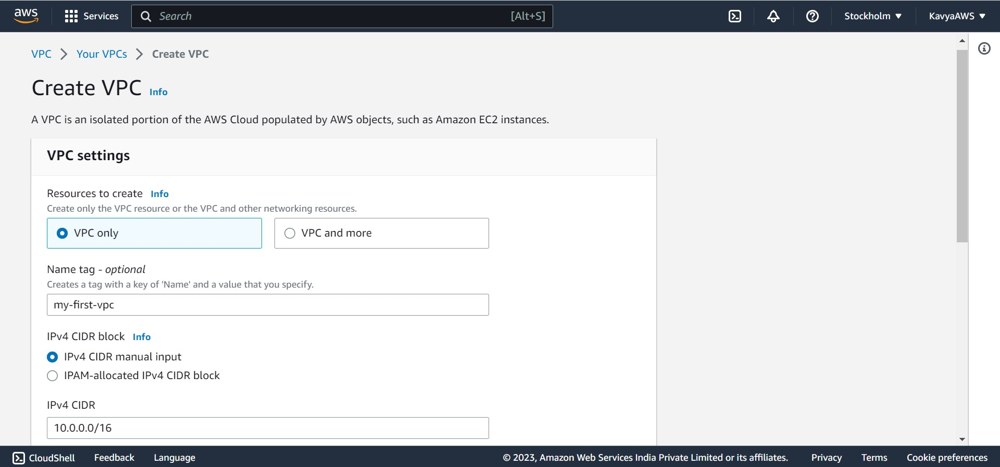 aws Services Search [Alt+S] Stockholm ▼ KavyaAWS ▼
VPC > Your VPCs > Create VPC
Create VPC Info
A VPC is an isolated portion of the AWS Cloud populated by AWS objects, such as Amazon EC2 instances.
VPC settings
Resources to create Info
Create only the VPC resource or the VPC and other networking resources.
VPC only VPC and more
Name tag - optional
Creates a tag with a key of 'Name' and a value that you specify.
my-first-vpc
IPv4 CIDR block Info
IPv4 CIDR manual input
IPAM-allocated IPv4 CIDR block
IPv4 CIDR
10.0.0.0/16
CloudShell Feedback Language © 2023, Amazon Web Services India Private Limited or its affiliates. Privacy Terms Cookie preferences